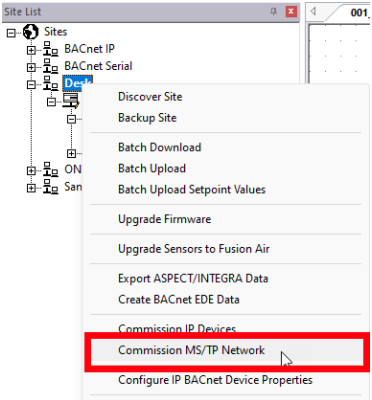 Site List
001_
Sites
BACnet IP
BACnet Serial
Desk
ON
San
Discover Site
Backup Site
Batch Download
Batch Upload
Batch Upload Setpoint Values
Upgrade Firmware
Upgrade Sensors to Fusion Air
Export ASPECT/INTEGRA Data
Create BACnet EDE Data
Commission IP Devices
Commission MS/TP Network
Configure IP BACnet Device Properties